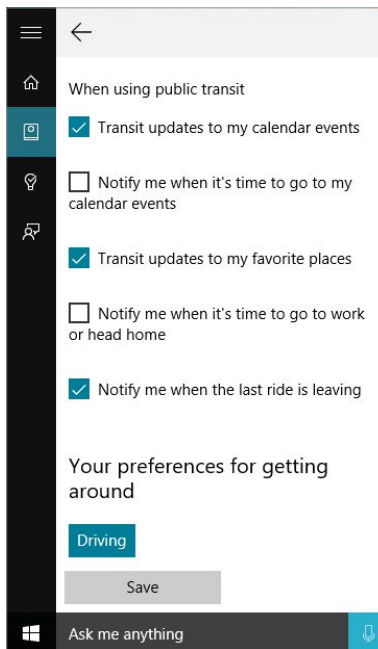 When using public transit
Transit updates to my calendar events
Notify me when it's time to go to my
calendar events
Transit updates to my favorite places
Notify me when it's time to go to work
or head home
Notify me when the last ride is leaving
Your preferences for getting
around
Driving
Save
Ask me anything